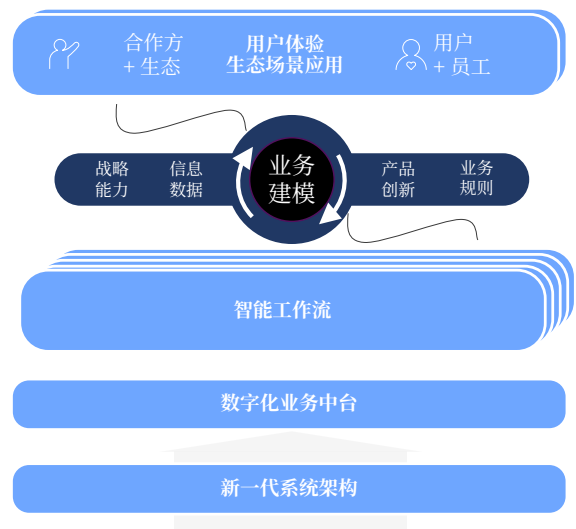 合作方
+ 生态
用户体验
生态场景应用
用户
+ 员工
战略
能力
信息
数据
业务
建模
产品
创新
业务
规则
智能工作流
数字化业务中台
新一代系统架构